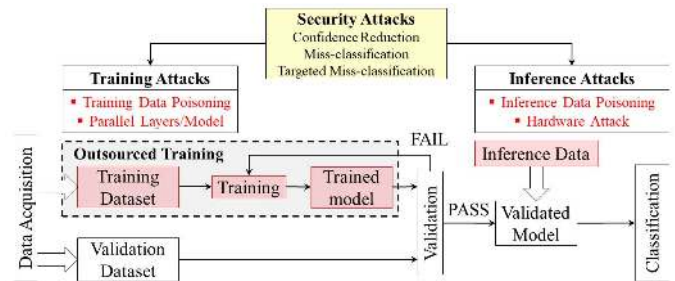 Security Attacks
Confidence Reduction
Miss-classification
Targeted Miss-classification
Training Attacks
▪ Training Data Poisoning
▪ Parallel Layers/Model
Inference Attacks
▪ Inference Data Poisoning
▪ Hardware Attack
Data Acquisition
Outsourced Training
FAIL
Training
Dataset
Training
Trained
model
Validation
Dataset
Validation
PASS
Inference Data
Validated
Model
Classification